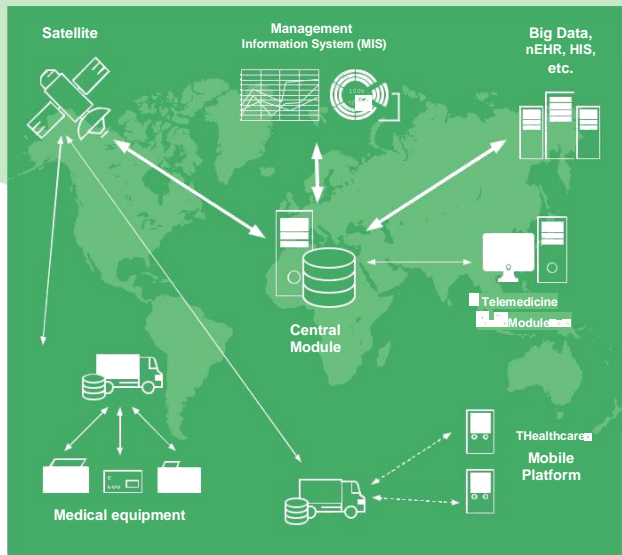 Satellite
Management
Information System (MIS)
Big Data,
nEHR, HIS,
etc.
Telemedicine
Module
Central
Module
THealthcare
Mobile
Platform
Medical equipment